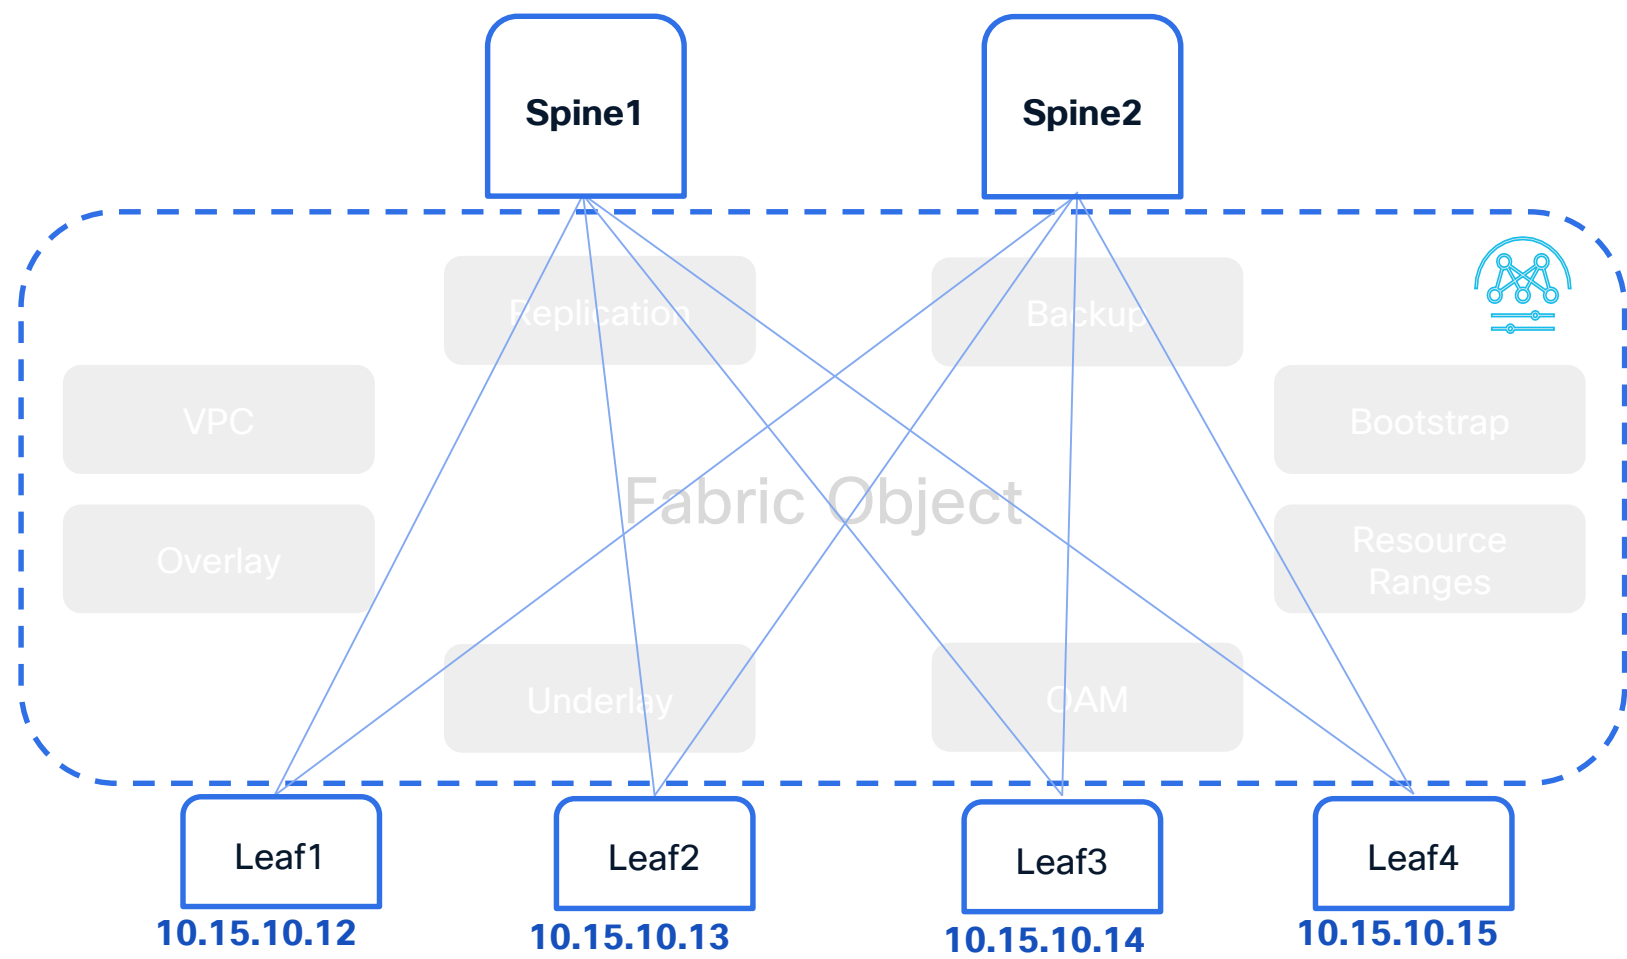 Spine1
Spine2
Replication
Backup
VPC
Bootstrap
Fabric Object
Overlay
Resource
Ranges
Underlay
OAM
Leaf1
Leaf2
Leaf3
Leaf4
10.15.10.12
10.15.10.13
10.15.10.14
10.15.10.15